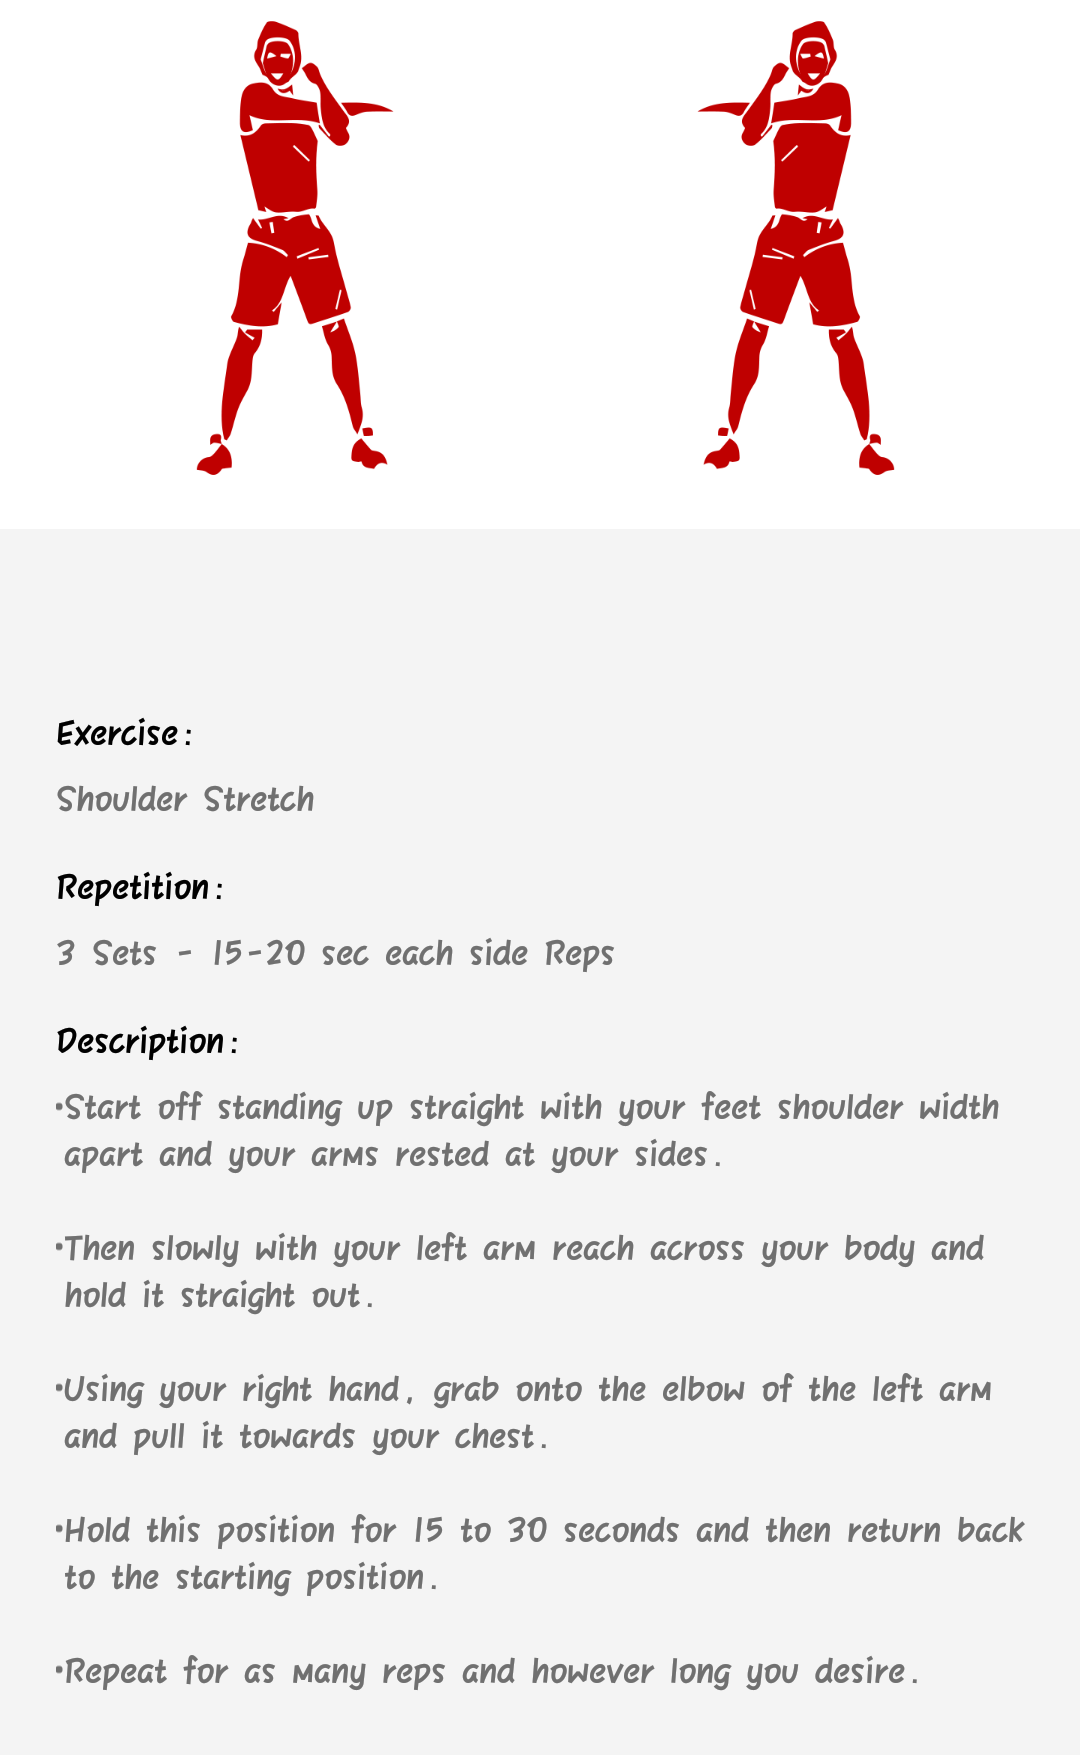 Exercise:
Shoulder Stretch
Repetition:
3 Sets - 15-20 sec each side Reps
Description:
•Start off standing up straight with your feet shoulder width
apart and your arms rested at your sides.
•Then slowly with your left arm reach across your body and
hold it straight out.
•Using your right hand, grab onto the elbow of the left arm
and pull it towards your chest.
•Hold this position for 15 to 30 seconds and then return back
to the starting position.
•Repeat for as many reps and however long you desire.